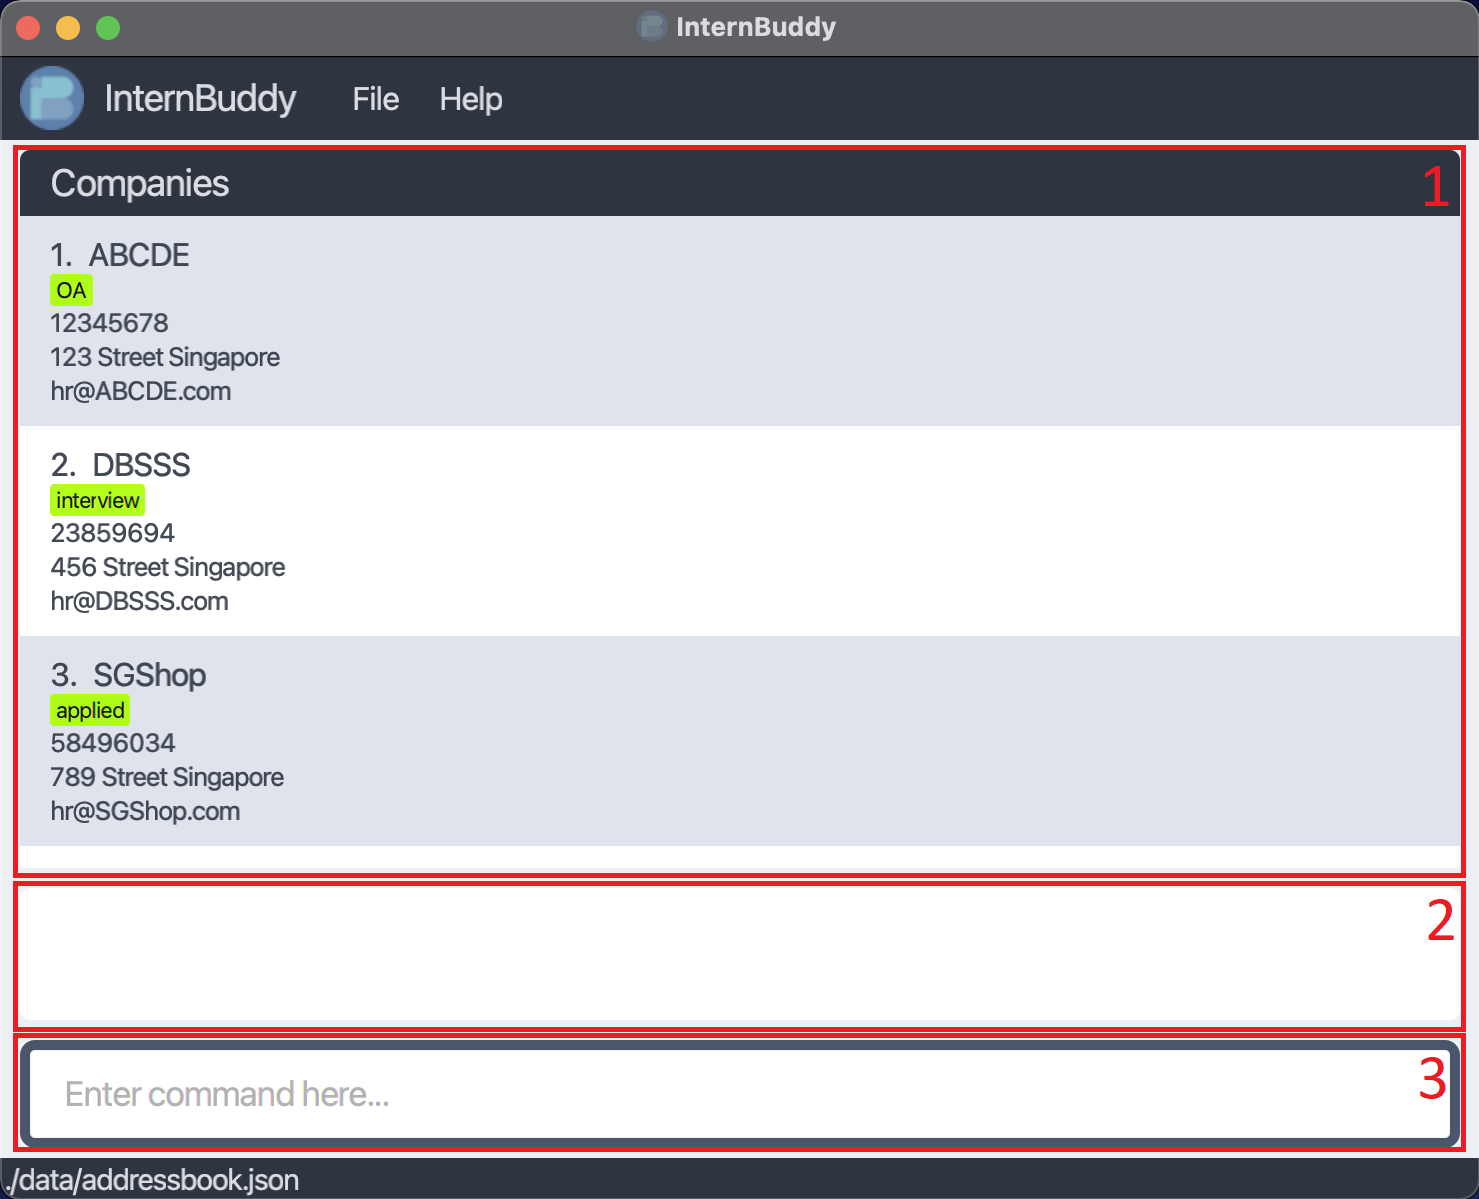 InternBuddy
InternBuddy File Help
Companies 1
1. ABCDE
OA
12345678
123 Street Singapore
hr@ABCDE.com
2. DBSSS
interview
23859694
456 Street Singapore
hr@DBSSS.com
3. SGShop
applied
58496034
789 Street Singapore
hr@SGShop.com
2
Enter command here... 3
./data/addressbook.json